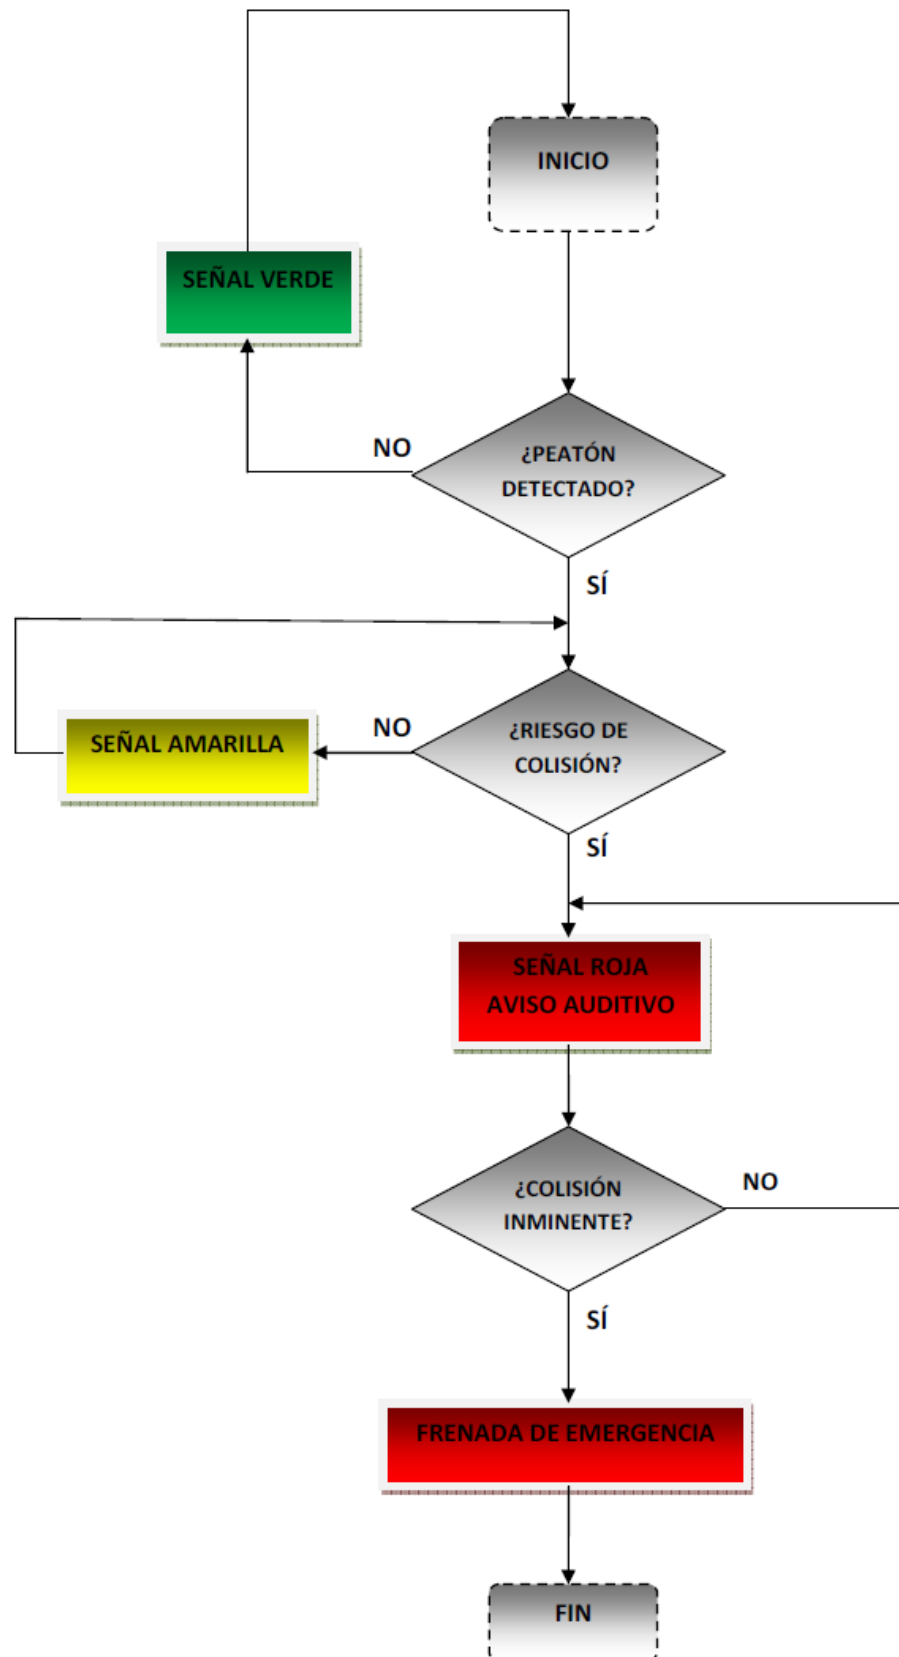 INICIO
SEÑAL VERDE
NO
¿PEATÓN
DETECTADO?
SÍ
SEÑAL AMARILLA
NO
¿RIESGO DE
COLISIÓN?
SÍ
SEÑAL ROJA
AVISO AUDITIVO
¿COLISIÓN
INMINENTE?
NO
SÍ
FRENADA DE EMERGENCIA
FIN